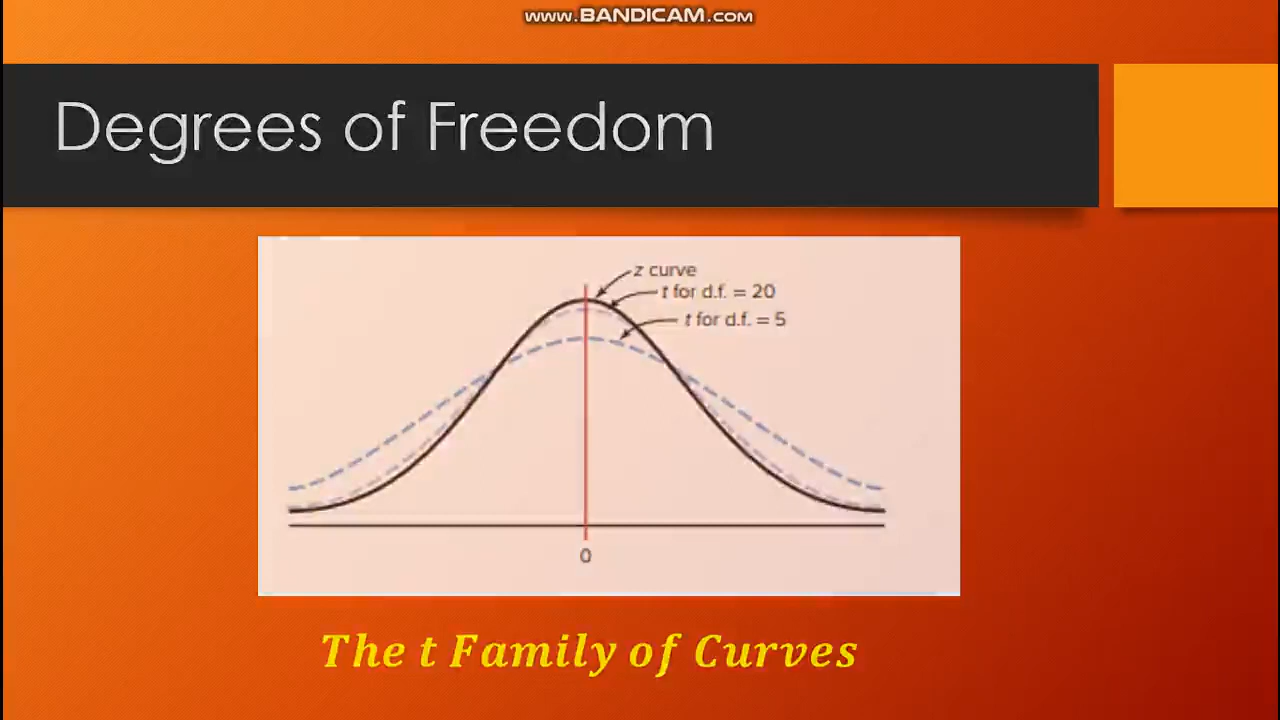 www.BANDICAM.com
Degrees of Freedom
z curve
t for d.f. = 20
t for d.f. = 5
0
The t Family of Curves